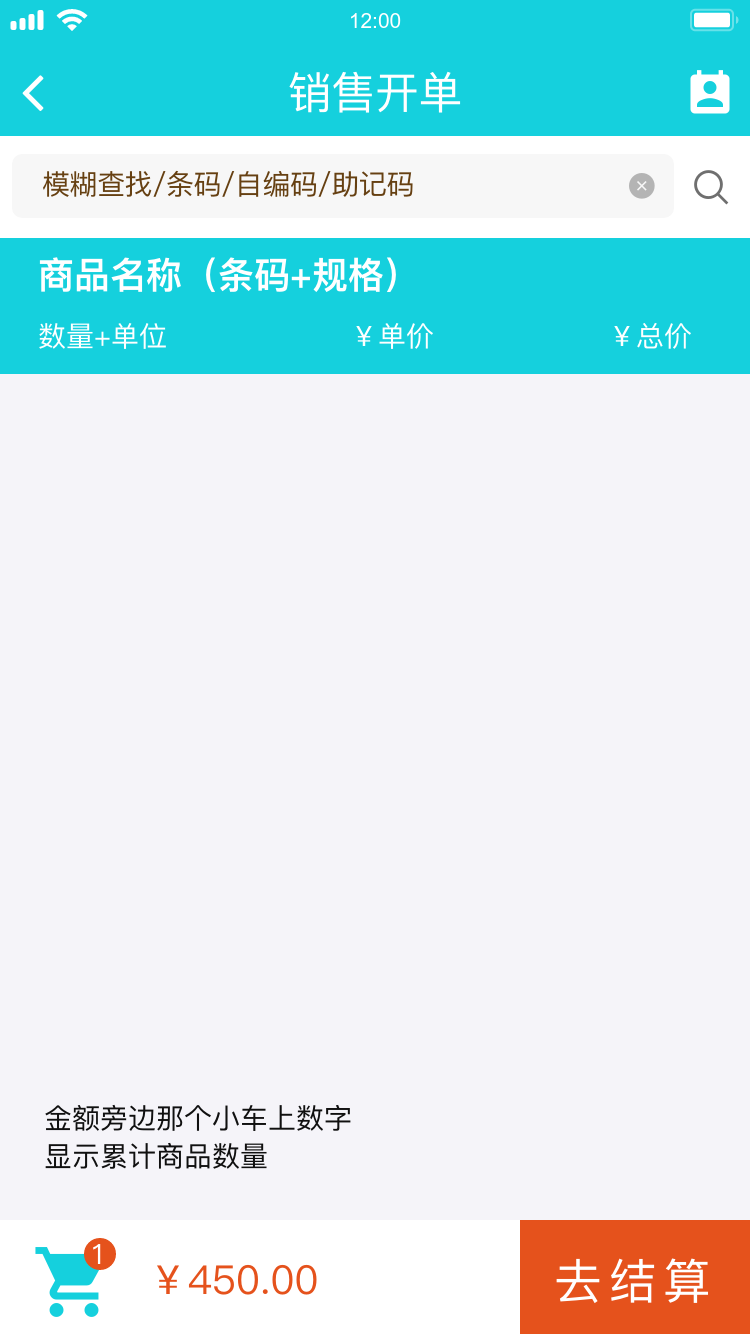 12:00
销售开单
模糊查找/条码/自编码/助记码
商品名称（条码+规格）
数量+单位 ￥单价 ￥总价
金额旁边那个小车上数字
显示累计商品数量
1 ￥450.00 去结算